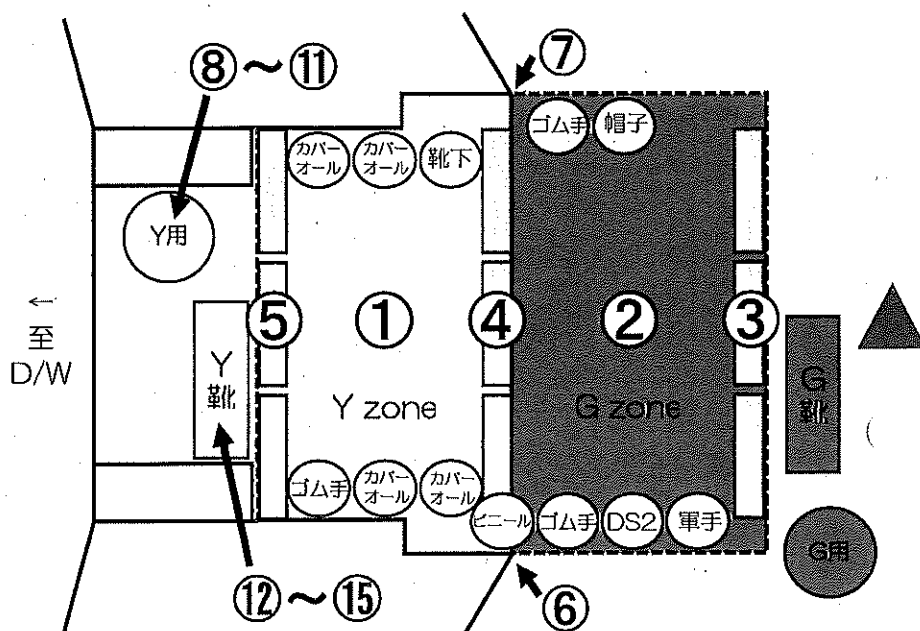 ⑧～⑪
⑦
ゴム手
帽子
カバー
オール
カバー
オール
靴下
Y用
←
至
D/W
⑤
①
④
②
③
Y
靴
G
靴
Y zone
G zone
ゴム手
カバー
オール
カバー
オール
ビニール
ゴム手
DS2
軍手
G用
⑫～⑮
⑥